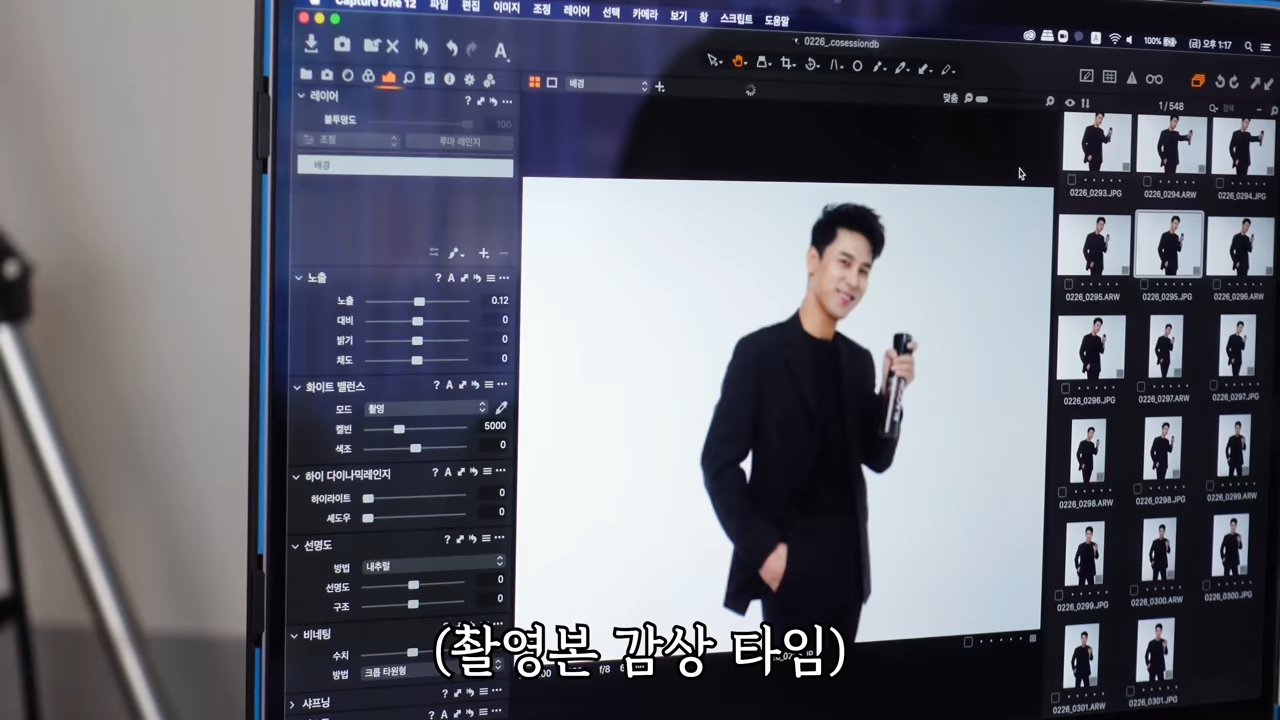 Capture One 12 파일 편집 이미지 조정 레이어 선택 카메라 보기 창 스크립트 도움말
100% (금) 오후 1:17
0226_.cosessiondb
배경
맞춤
1 / 548
검색
레이어
불투명도 100
조정 루마 레인지
배경
노출
노출 0.12
대비 0
밝기 0
채도 0
화이트 밸런스
모드 촬영
켈빈 5000
색조 0
하이 다이나믹레인지
하이라이트 0
섀도우 0
선명도
방법 내추럴
선명도 0
구조 0
비네팅
수치
방법 크롭 타원형
샤프닝
0226_0293.JPG 0226_0294.ARW 0226_0294.JPG
0226_0295.ARW 0226_0295.JPG 0226_0296.ARW
0226_0296.JPG 0226_0297.ARW 0226_0297.JPG
0226_0298.ARW 0226_0298.JPG 0226_0299.ARW
0226_0299.JPG 0226_0300.ARW 0226_0300.JPG
0226_0301.ARW 0226_0301.JPG
(촬영본 감상 타임)